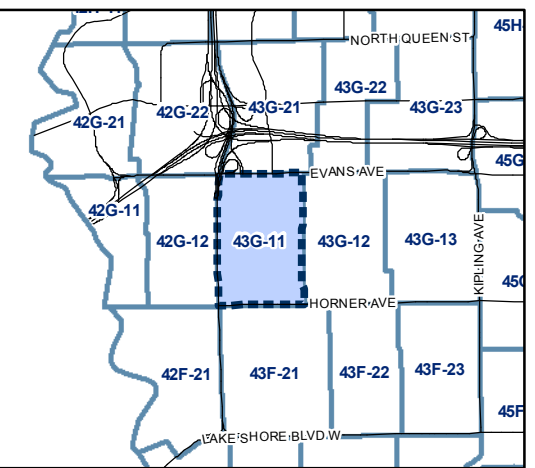 45H-
NORTH QUEEN ST
43G-22
42G-21
42G-22
43G-21
43G-23
45G
EVANS AVE
42G-11
42G-12
43G-11
43G-12
43G-13
KIPLING AVE
HORNER AVE
42F-21
43F-21
43F-22
43F-23
45F
LAKE SHORE BLVD W